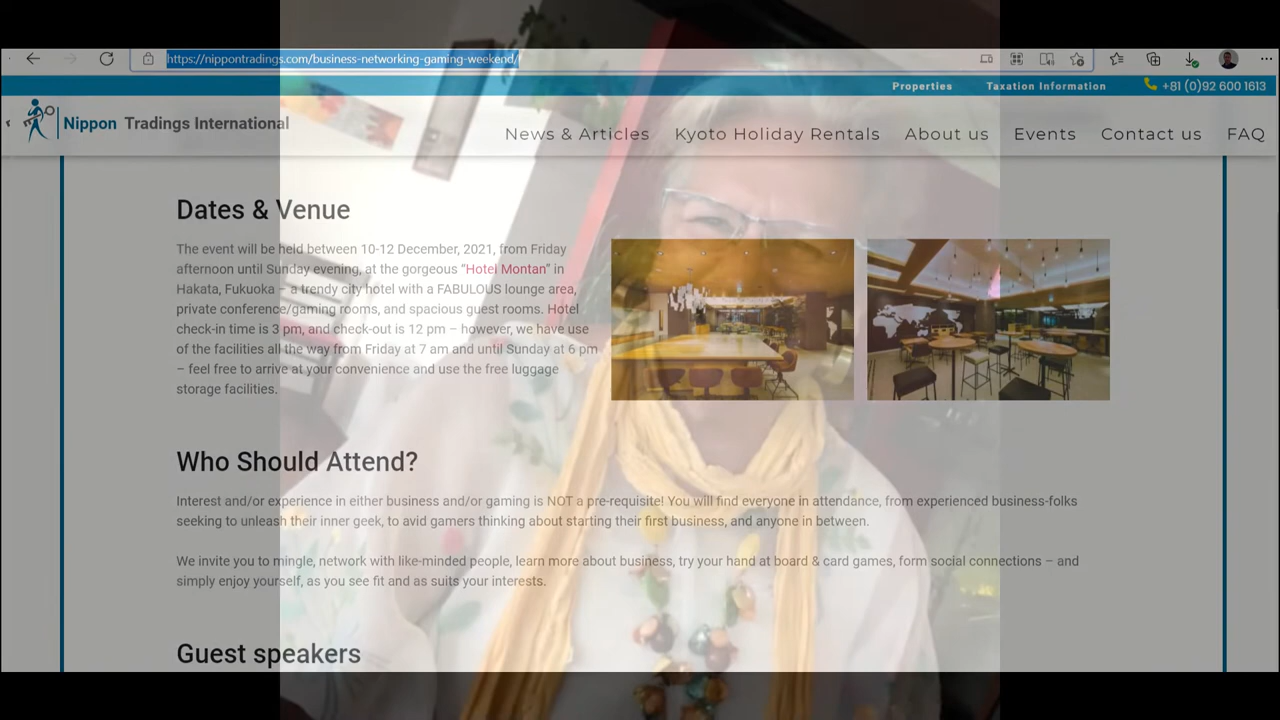 https://nippontradings.com/business-networking-gaming-weekend/
Properties Taxation Information +81 (0)92 600 1613
Nippon Tradings International
News & Articles Kyoto Holiday Rentals About us Events Contact us FAQ
Dates & Venue
The event will be held between 10-12 December, 2021, from Friday
afternoon until Sunday evening, at the gorgeous “Hotel Montan” in
Hakata, Fukuoka – a trendy city hotel with a FABULOUS lounge area,
private conference/gaming rooms, and spacious guest rooms. Hotel
check-in time is 3 pm, and check-out is 12 pm – however, we have use
of the facilities all the way from Friday at 7 am and until Sunday at 6 pm
– feel free to arrive at your convenience and use the free luggage
storage facilities.
Who Should Attend?
Interest and/or experience in either business and/or gaming is NOT a pre-requisite! You will find everyone in attendance, from experienced business-folks
seeking to unleash their inner geek, to avid gamers thinking about starting their first business, and anyone in between.
We invite you to mingle, network with like-minded people, learn more about business, try your hand at board & card games, form social connections – and
simply enjoy yourself, as you see fit and as suits your interests.
Guest speakers